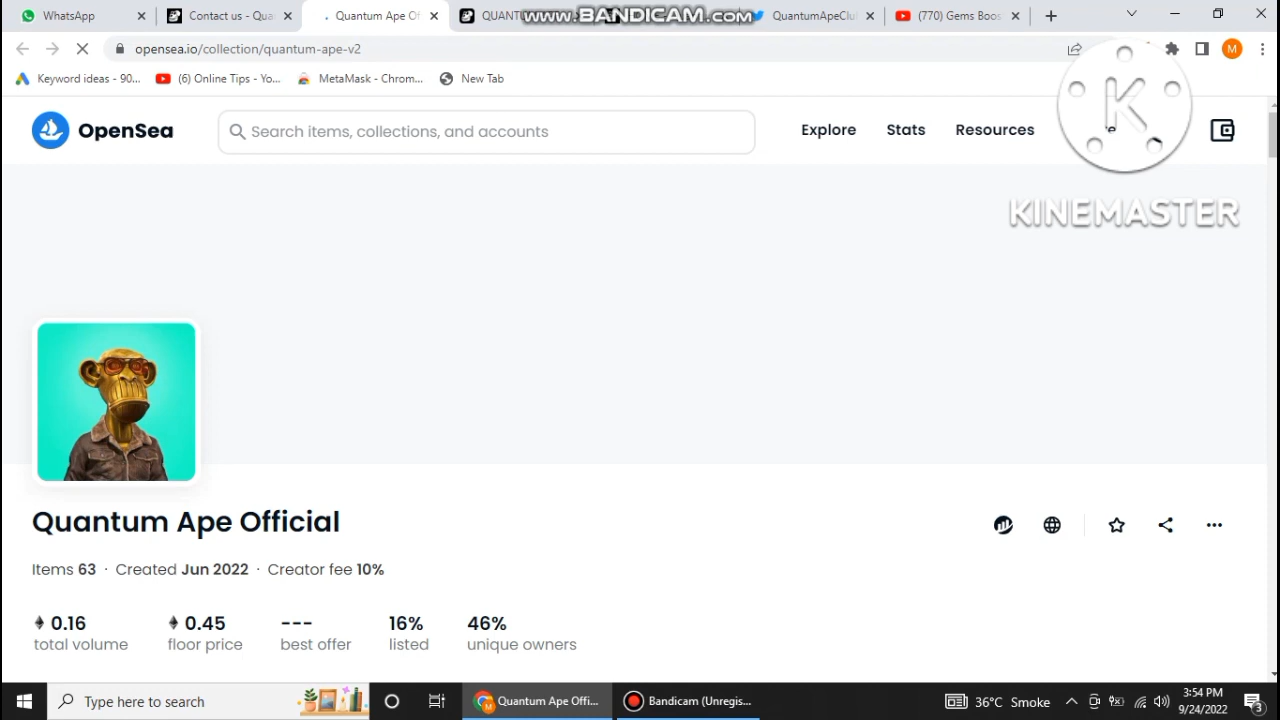 WhatsApp
Contact us - Qua
Quantum Ape Of
QUANT
www.BANDICAM.com
QuantumApeClu
(770) Gems Boos
opensea.io/collection/quantum-ape-v2
M
Keyword ideas - 90...
(6) Online Tips - Yo...
MetaMask - Chrom...
New Tab
OpenSea
Search items, collections, and accounts
Explore
Stats
Resources
K
KINEMASTER
Quantum Ape Official
Items 63 · Created Jun 2022 · Creator fee 10%
0.16
total volume
0.45
floor price
---
best offer
16%
listed
46%
unique owners
Type here to search
Quantum Ape Offi...
Bandicam (Unregis...
36°C Smoke
3:54 PM
9/24/2022
3